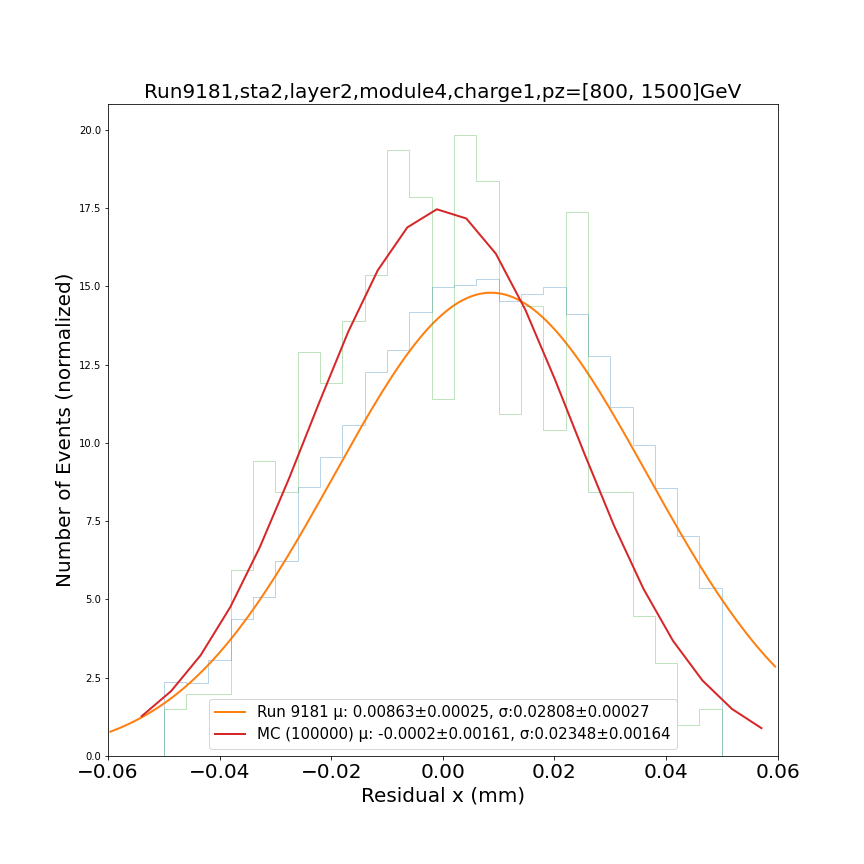 Run9181,sta2,layer2,module4,charge1,pz=[800, 1500]GeV
Number of Events (normalized)
20.0
17.5
15.0
12.5
10.0
7.5
5.0
2.5
0.0
Run 9181 μ: 0.00863±0.00025, σ:0.02808±0.00027
MC (100000) μ: -0.0002±0.00161, σ:0.02348±0.00164
−0.06 −0.04 −0.02 0.00 0.02 0.04 0.06
Residual x (mm)